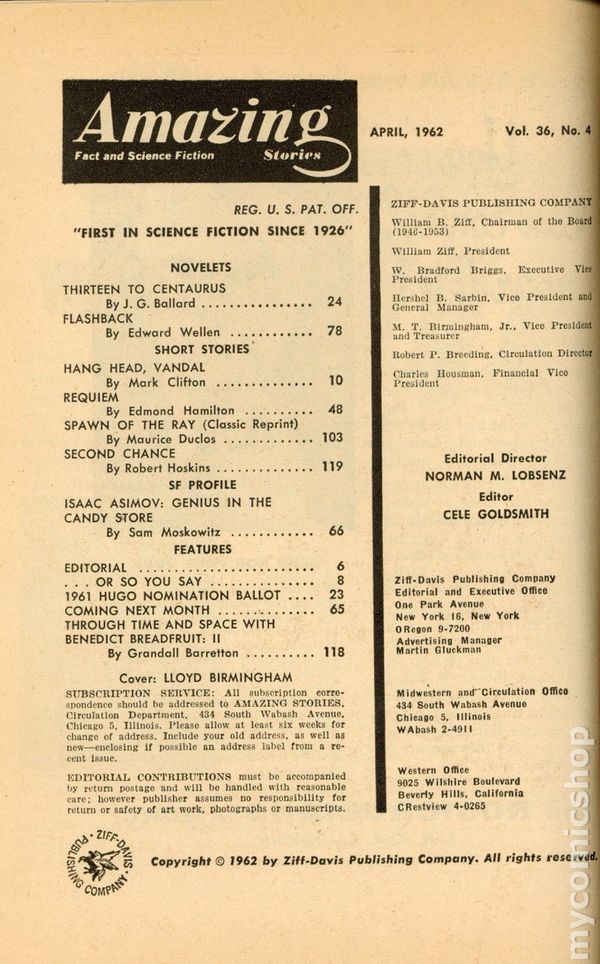 Amazing
Fact and Science Fiction Stories
APRIL, 1962 Vol. 36, No. 4
REG. U. S. PAT. OFF.
"FIRST IN SCIENCE FICTION SINCE 1926"
NOVELETS
THIRTEEN TO CENTAURUS
By J. G. Ballard ................ 24
FLASHBACK
By Edward Wellen ............ 78
SHORT STORIES
HANG HEAD, VANDAL
By Mark Clifton .............. 10
REQUIEM
By Edmond Hamilton .......... 48
SPAWN OF THE RAY (Classic Reprint)
By Maurice Duclos ............. 103
SECOND CHANCE
By Robert Hoskins .............. 119
SF PROFILE
ISAAC ASIMOV: GENIUS IN THE
CANDY STORE
By Sam Moskowitz ............ 66
FEATURES
EDITORIAL ......................... 6
. . . OR SO YOU SAY ............... 8
1961 HUGO NOMINATION BALLOT .... 23
COMING NEXT MONTH .............. 65
THROUGH TIME AND SPACE WITH
BENEDICT BREADFRUIT: II
By Grandall Barretton .......... 118
Cover: LLOYD BIRMINGHAM
SUBSCRIPTION SERVICE: All subscription corre-
spondence should be addressed to AMAZING STORIES,
Circulation Department, 434 South Wabash Avenue,
Chicago 5, Illinois. Please allow at least six weeks for
change of address. Include your old address, as well as
new—enclosing if possible an address label from a re-
cent issue.
EDITORIAL CONTRIBUTIONS must be accompanied
by return postage and will be handled with reasonable
care; however publisher assumes no responsibility for
return or safety of art work, photographs or manuscripts.
ZIFF-DAVIS PUBLISHING COMPANY
William B. Ziff, Chairman of the Board
(1946-1953)
William Ziff, President
W. Bradford Briggs, Executive Vice
President
Hershel B. Sarbin, Vice President and
General Manager
M. T. Birmingham, Jr., Vice President
and Treasurer
Robert P. Breeding, Circulation Director
Charles Housman, Financial Vice
President
Editorial Director
NORMAN M. LOBSENZ
Editor
CELE GOLDSMITH
Ziff-Davis Publishing Company
Editorial and Executive Office
One Park Avenue
New York 16, New York
ORegon 9-7200
Advertising Manager
Martin Gluckman
Midwestern and Circulation Office
434 South Wabash Avenue
Chicago 5, Illinois
WAbash 2-4911
Western Office
9025 Wilshire Boulevard
Beverly Hills, California
CRestview 4-0265
ZIFF-DAVIS
PUBLISHING COMPANY
Copyright © 1962 by Ziff-Davis Publishing Company. All rights reserved.
mycomicshop